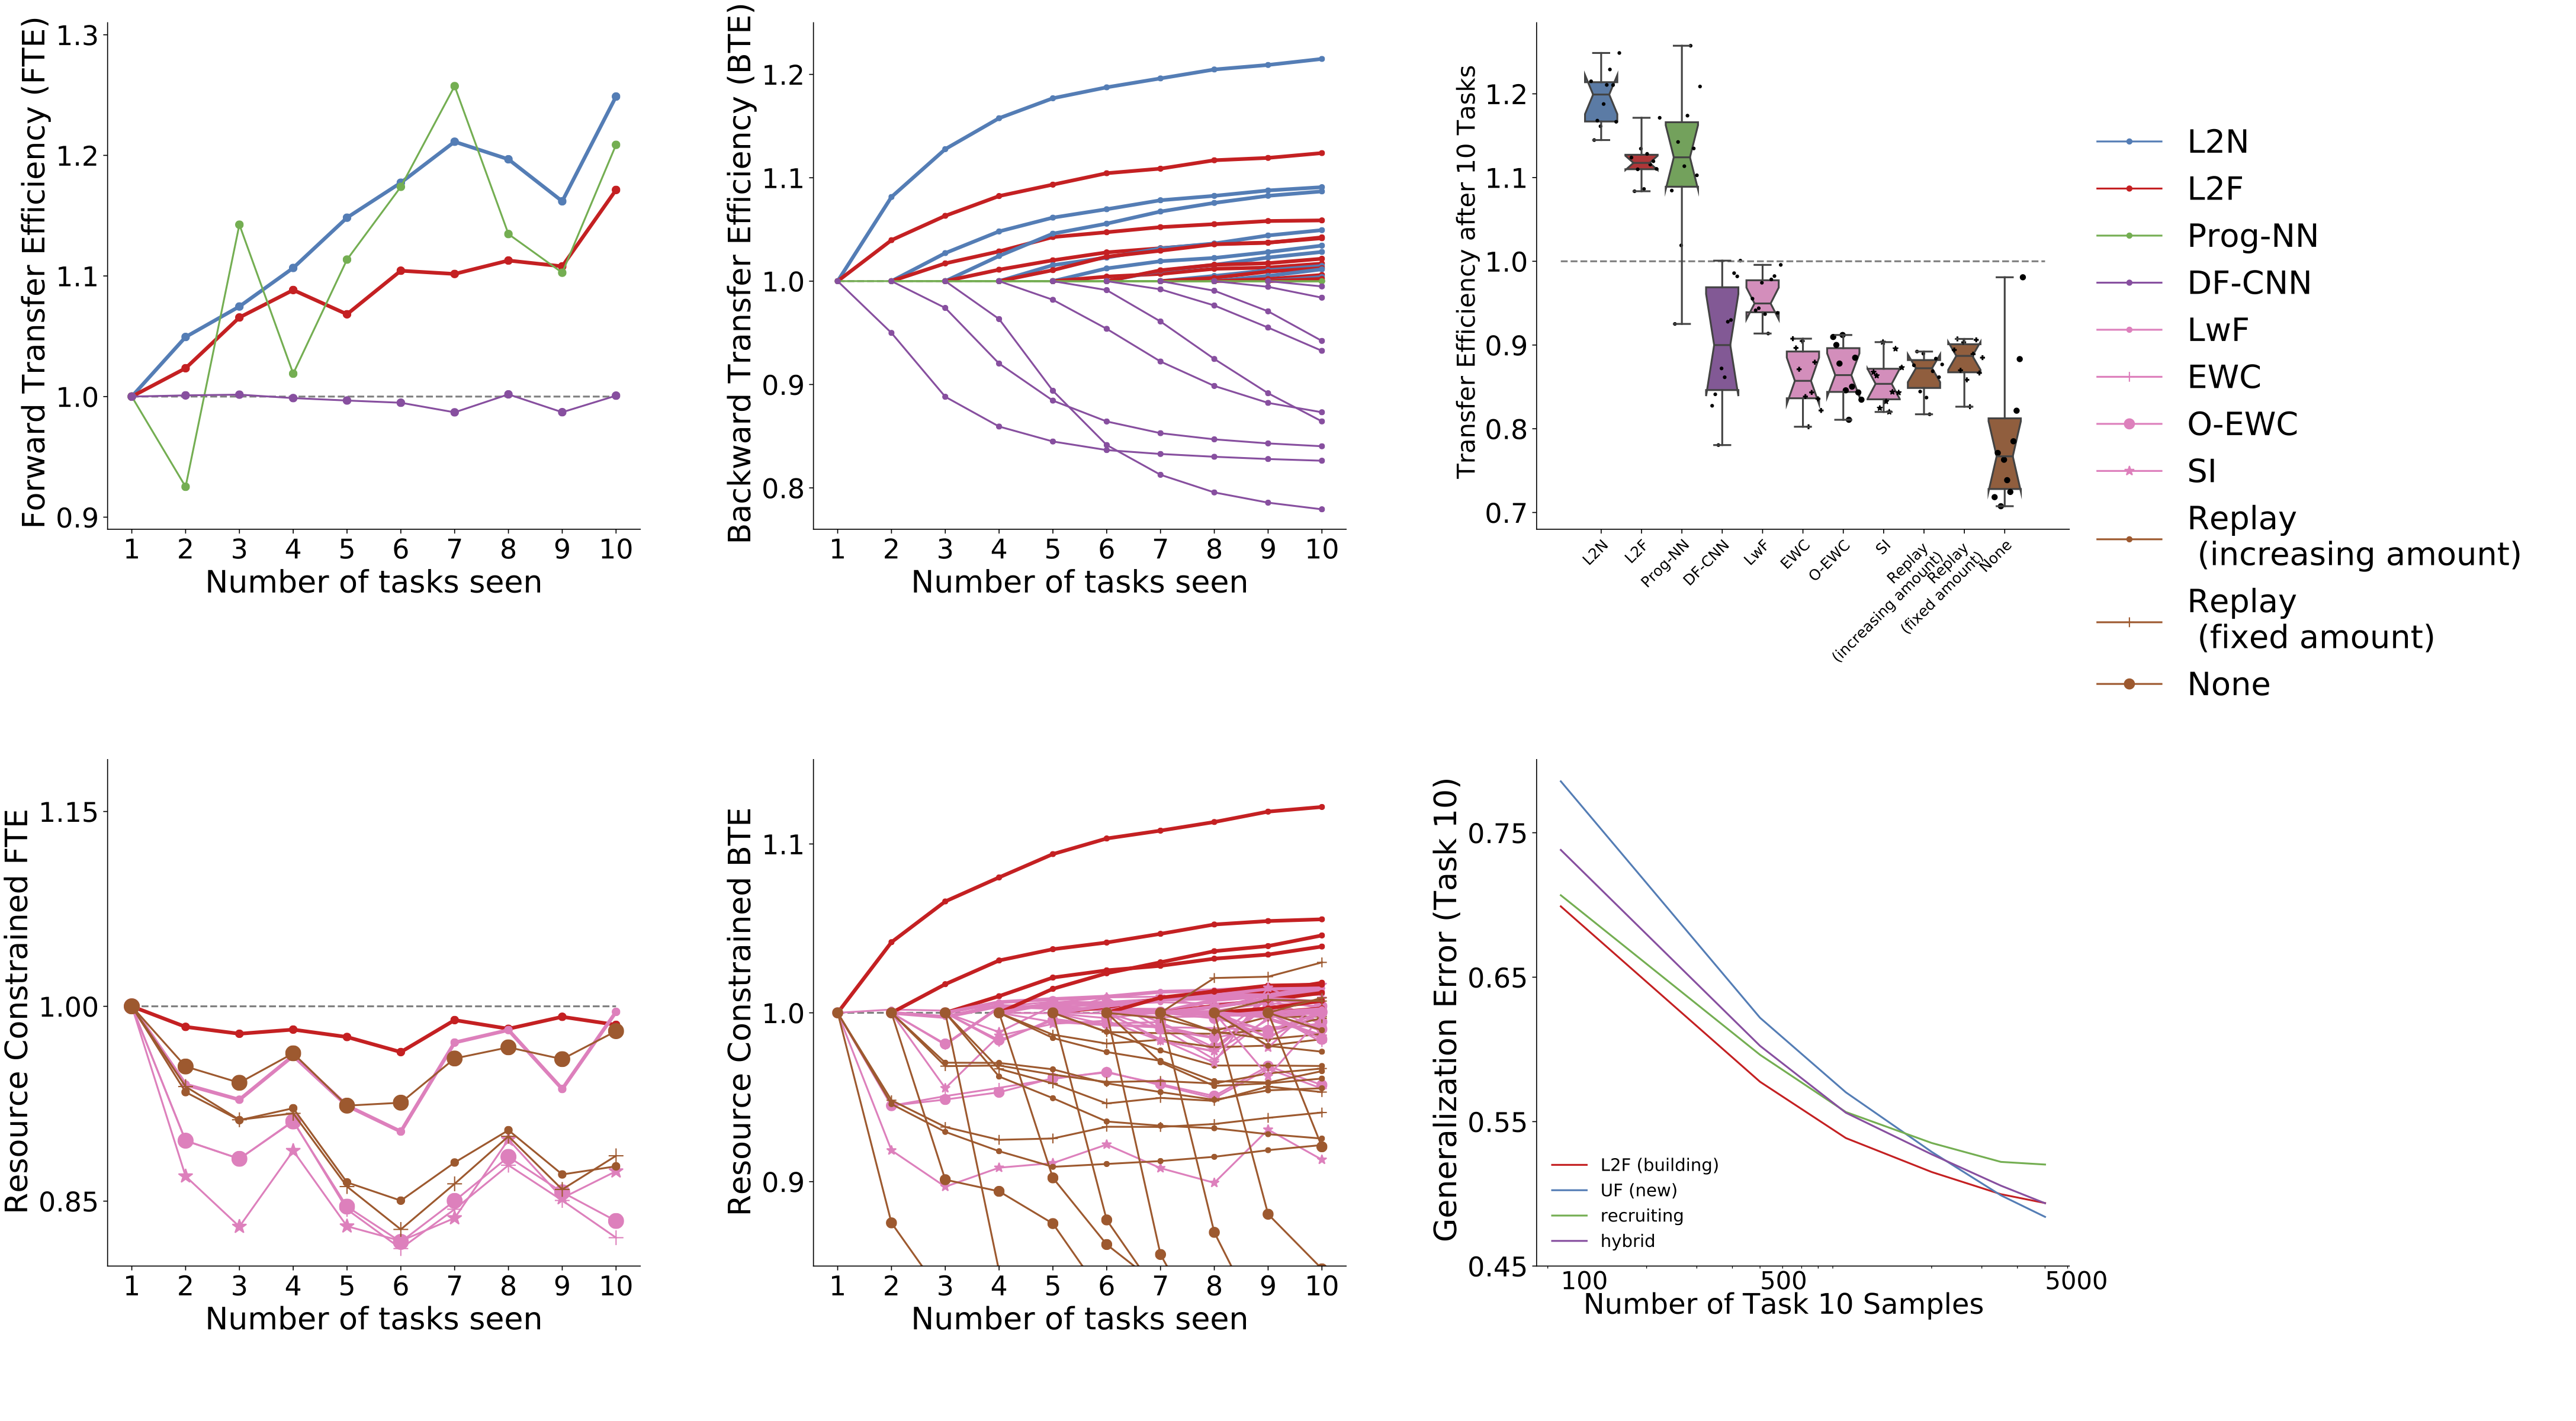 Forward Transfer Efficiency (FTE)
1.3
1.2
1.1
1.0
0.9
1 2 3 4 5 6 7 8 9 10
Number of tasks seen
Backward Transfer Efficiency (BTE)
1.2
1.1
1.0
0.9
0.8
1 2 3 4 5 6 7 8 9 10
Number of tasks seen
Transfer Efficiency after 10 Tasks
1.2
1.1
1.0
0.9
0.8
0.7
L2N
L2F
Prog-NN
DF-CNN
LwF
EWC
O-EWC
SI
Replay
(increasing amount)
Replay
(fixed amount)
None
L2N
L2F
Prog-NN
DF-CNN
LwF
EWC
O-EWC
SI
Replay
(increasing amount)
Replay
(fixed amount)
None
Resource Constrained FTE
1.15
1.00
0.85
1 2 3 4 5 6 7 8 9 10
Number of tasks seen
Resource Constrained BTE
1.1
1.0
0.9
1 2 3 4 5 6 7 8 9 10
Number of tasks seen
Generalization Error (Task 10)
0.75
0.65
0.55
0.45
L2F (building)
UF (new)
recruiting
hybrid
100 500 5000
Number of Task 10 Samples